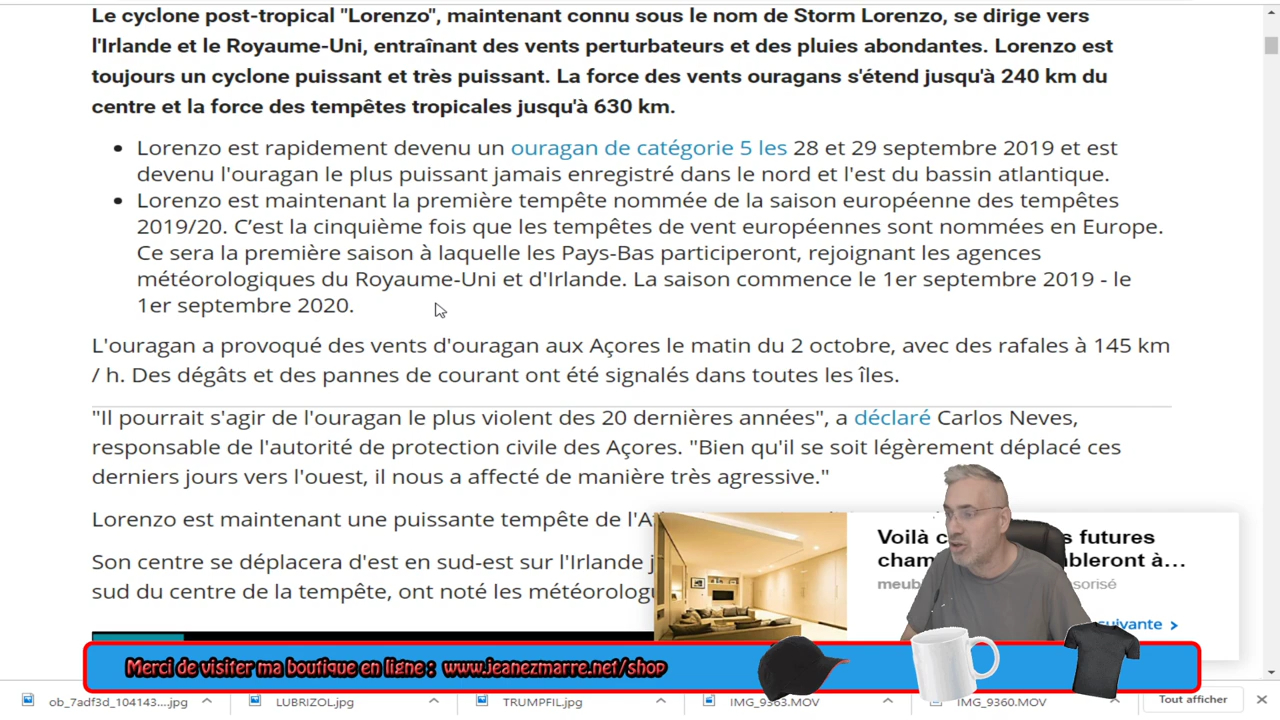 Le cyclone post-tropical "Lorenzo", maintenant connu sous le nom de Storm Lorenzo, se dirige vers
l'Irlande et le Royaume-Uni, entraînant des vents perturbateurs et des pluies abondantes. Lorenzo est
toujours un cyclone puissant et très puissant. La force des vents ouragans s'étend jusqu'à 240 km du
centre et la force des tempêtes tropicales jusqu'à 630 km.
Lorenzo est rapidement devenu un ouragan de catégorie 5 les 28 et 29 septembre 2019 et est
devenu l'ouragan le plus puissant jamais enregistré dans le nord et l'est du bassin atlantique.
Lorenzo est maintenant la première tempête nommée de la saison européenne des tempêtes
2019/20. C’est la cinquième fois que les tempêtes de vent européennes sont nommées en Europe.
Ce sera la première saison à laquelle les Pays-Bas participeront, rejoignant les agences
météorologiques du Royaume-Uni et d'Irlande. La saison commence le 1er septembre 2019 - le
1er septembre 2020.
L'ouragan a provoqué des vents d'ouragan aux Açores le matin du 2 octobre, avec des rafales à 145 km
/ h. Des dégâts et des pannes de courant ont été signalés dans toutes les îles.
"Il pourrait s'agir de l'ouragan le plus violent des 20 dernières années", a déclaré Carlos Neves,
responsable de l'autorité de protection civile des Açores. "Bien qu'il se soit légèrement déplacé ces
derniers jours vers l'ouest, il nous a affecté de manière très agressive."
Lorenzo est maintenant une puissante tempête de
Son centre se déplacera d'est en sud-est sur l'Irlande
sud du centre de la tempête, ont noté les
Voilà futures
suivante >
Merci de visiter ma boutique en ligne : www.jeanezmarre.net/shop
ob_7adf3d_104143....jpg LUBRIZOL.jpg TRUMPFIL.jpg IMG_9363.MOV IMG_9360.MOV Tout afficher